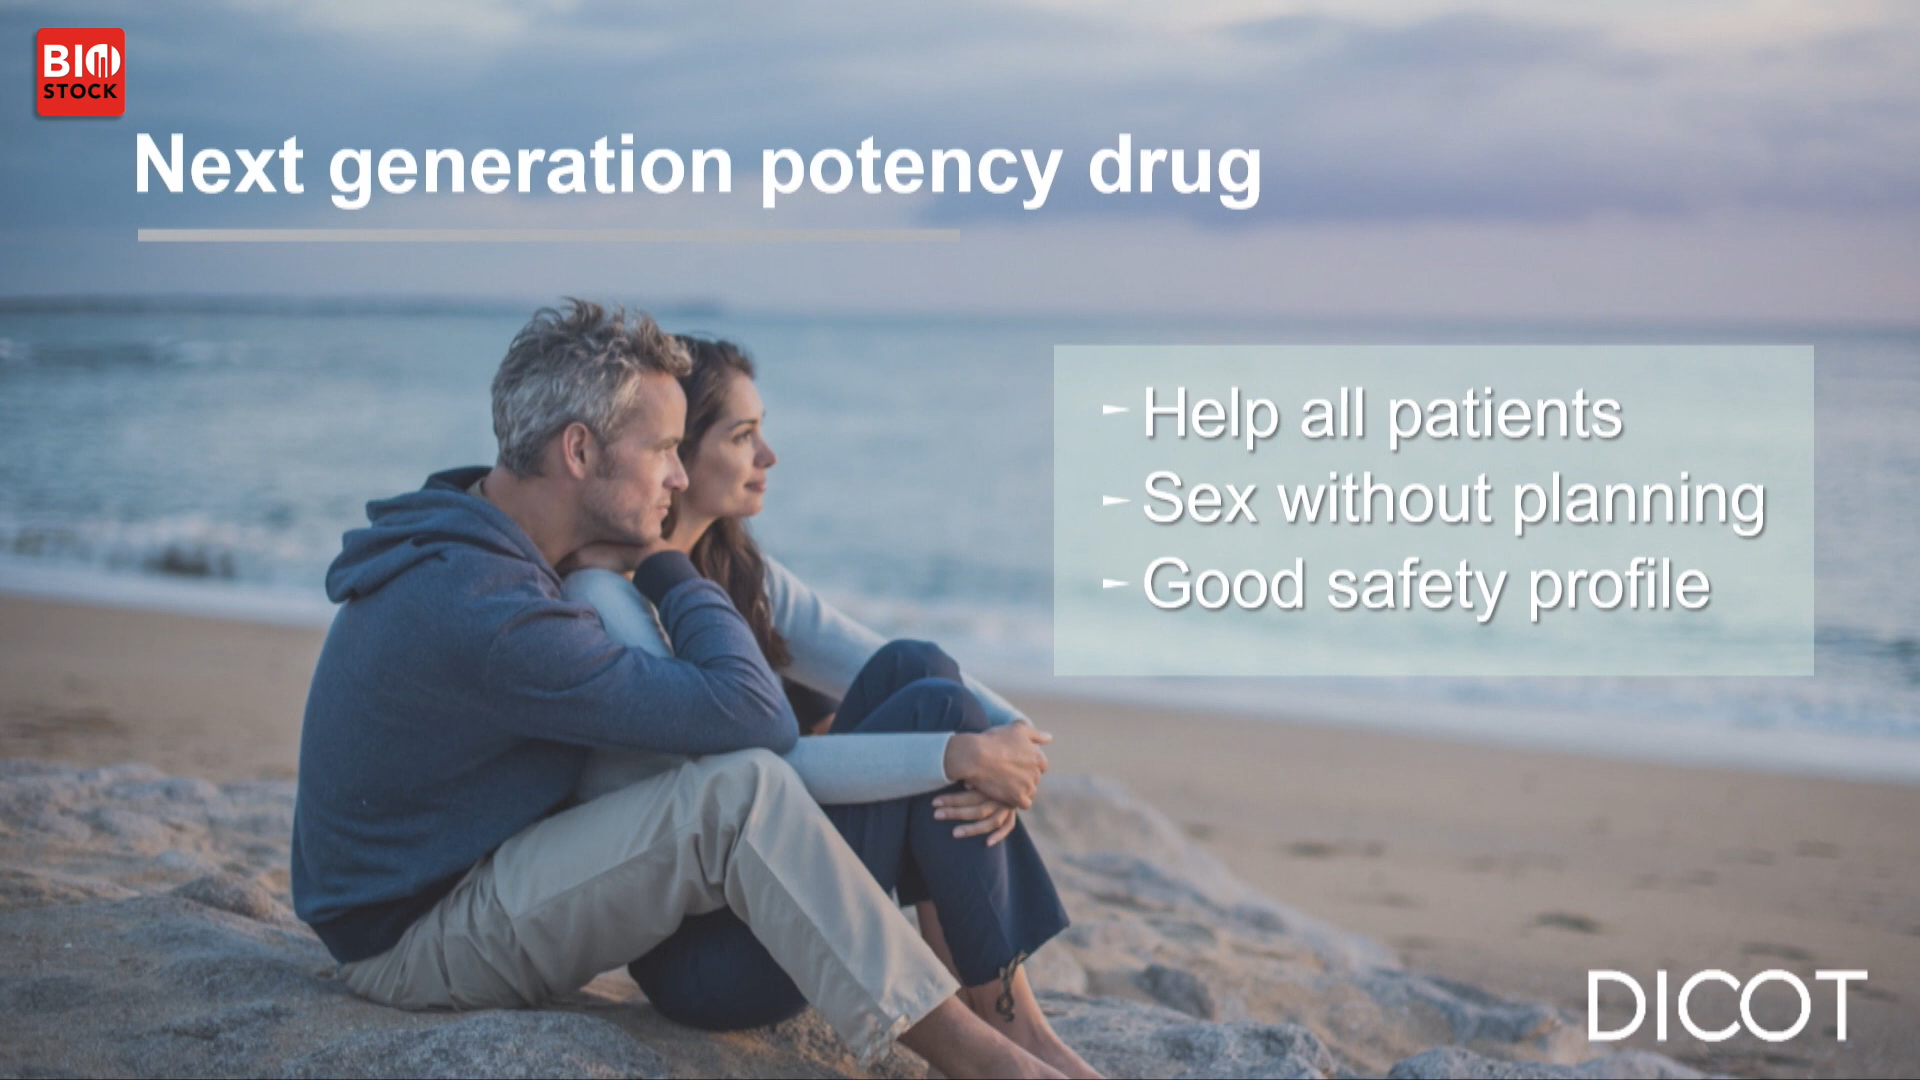 BIO
STOCK
Next generation potency drug
- Help all patients
- Sex without planning
- Good safety profile
DICOT